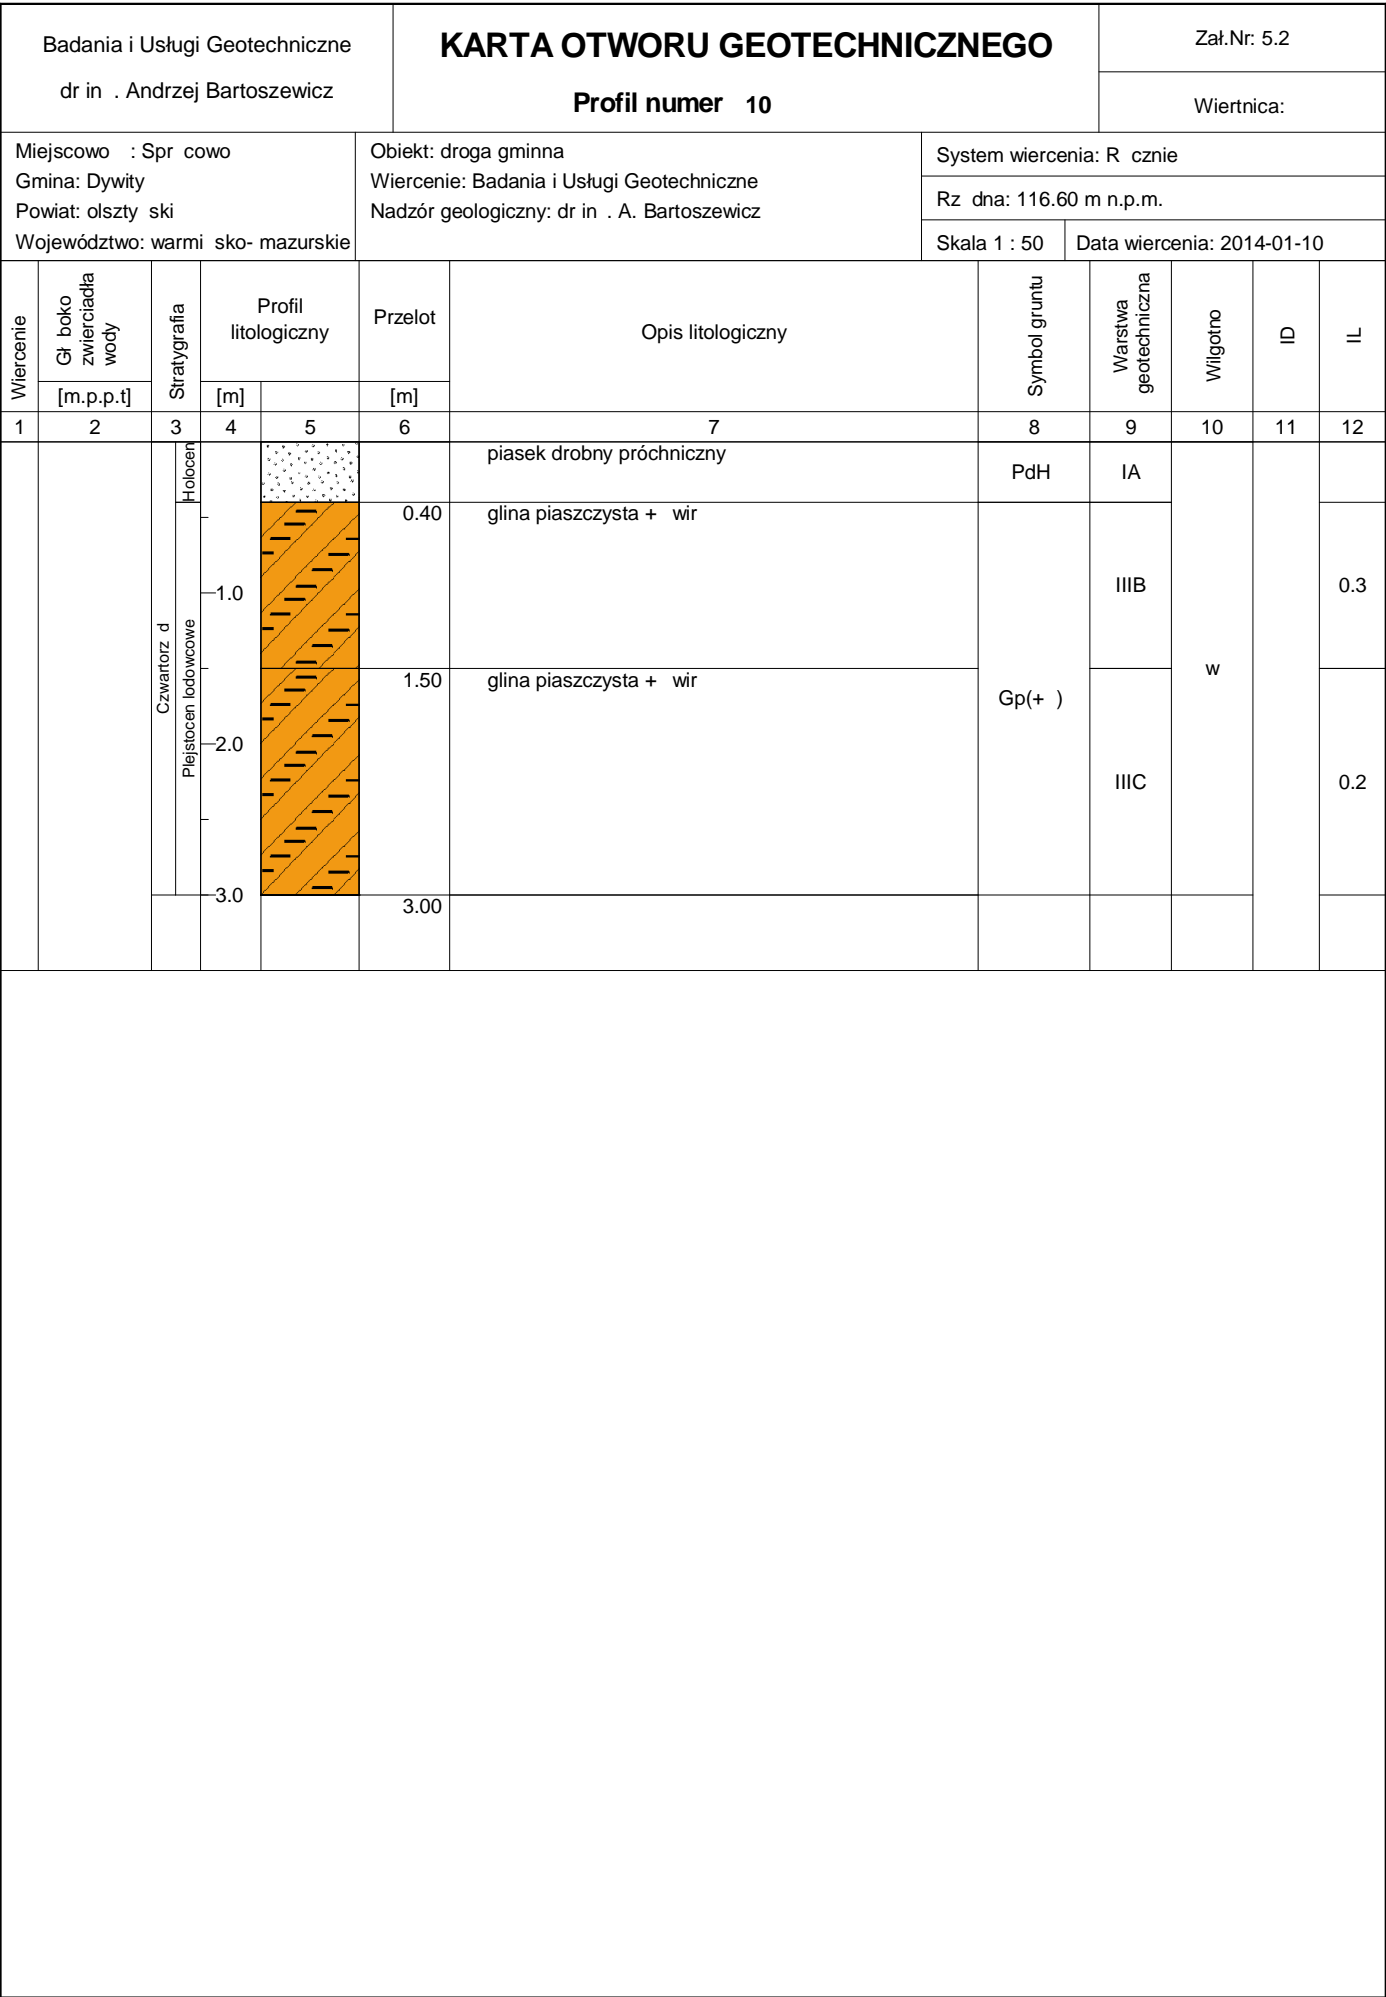 Badania i Usługi Geotechniczne
dr in . Andrzej Bartoszewicz
KARTA OTWORU GEOTECHNICZNEGO
Profil numer 10
Zał.Nr: 5.2
Wiertnica:
Miejscowo : Spr cowo
Gmina: Dywity
Powiat: olszty ski
Województwo: warmi sko- mazurskie
Obiekt: droga gminna
Wiercenie: Badania i Usługi Geotechniczne
Nadzór geologiczny: dr in . A. Bartoszewicz
System wiercenia: R cznie
Rz dna: 116.60 m n.p.m.
Skala 1 : 50 Data wiercenia: 2014-01-10
Wiercenie
Gł boko
zwierciadła
wody
[m.p.p.t]
Stratygrafia
Profil
litologiczny
[m]
Przelot
[m]
Opis litologiczny
Symbol gruntu
Warstwa
geotechniczna
Wilgotno
ID
IL
1 2 3 4 5 6 7 8 9 10 11 12
Holocen
piasek drobny próchniczny
PdH IA
0.40 glina piaszczysta + wir
1.0
IIIB 0.3
Czwartorz d
Plejstocen lodowcowe
1.50 glina piaszczysta + wir
w
Gp(+ )
2.0
IIIC 0.2
3.0
3.00